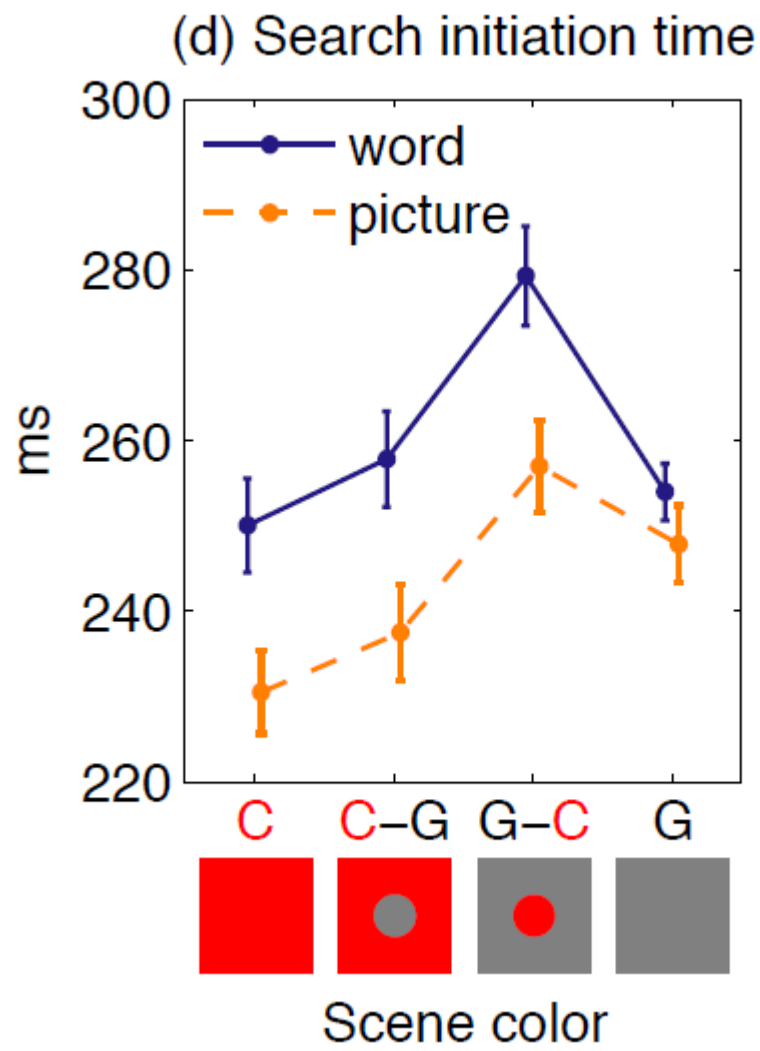 (d) Search initiation time
300
word
picture
280
260
ms
240
220
C C–G G–C G
Scene color